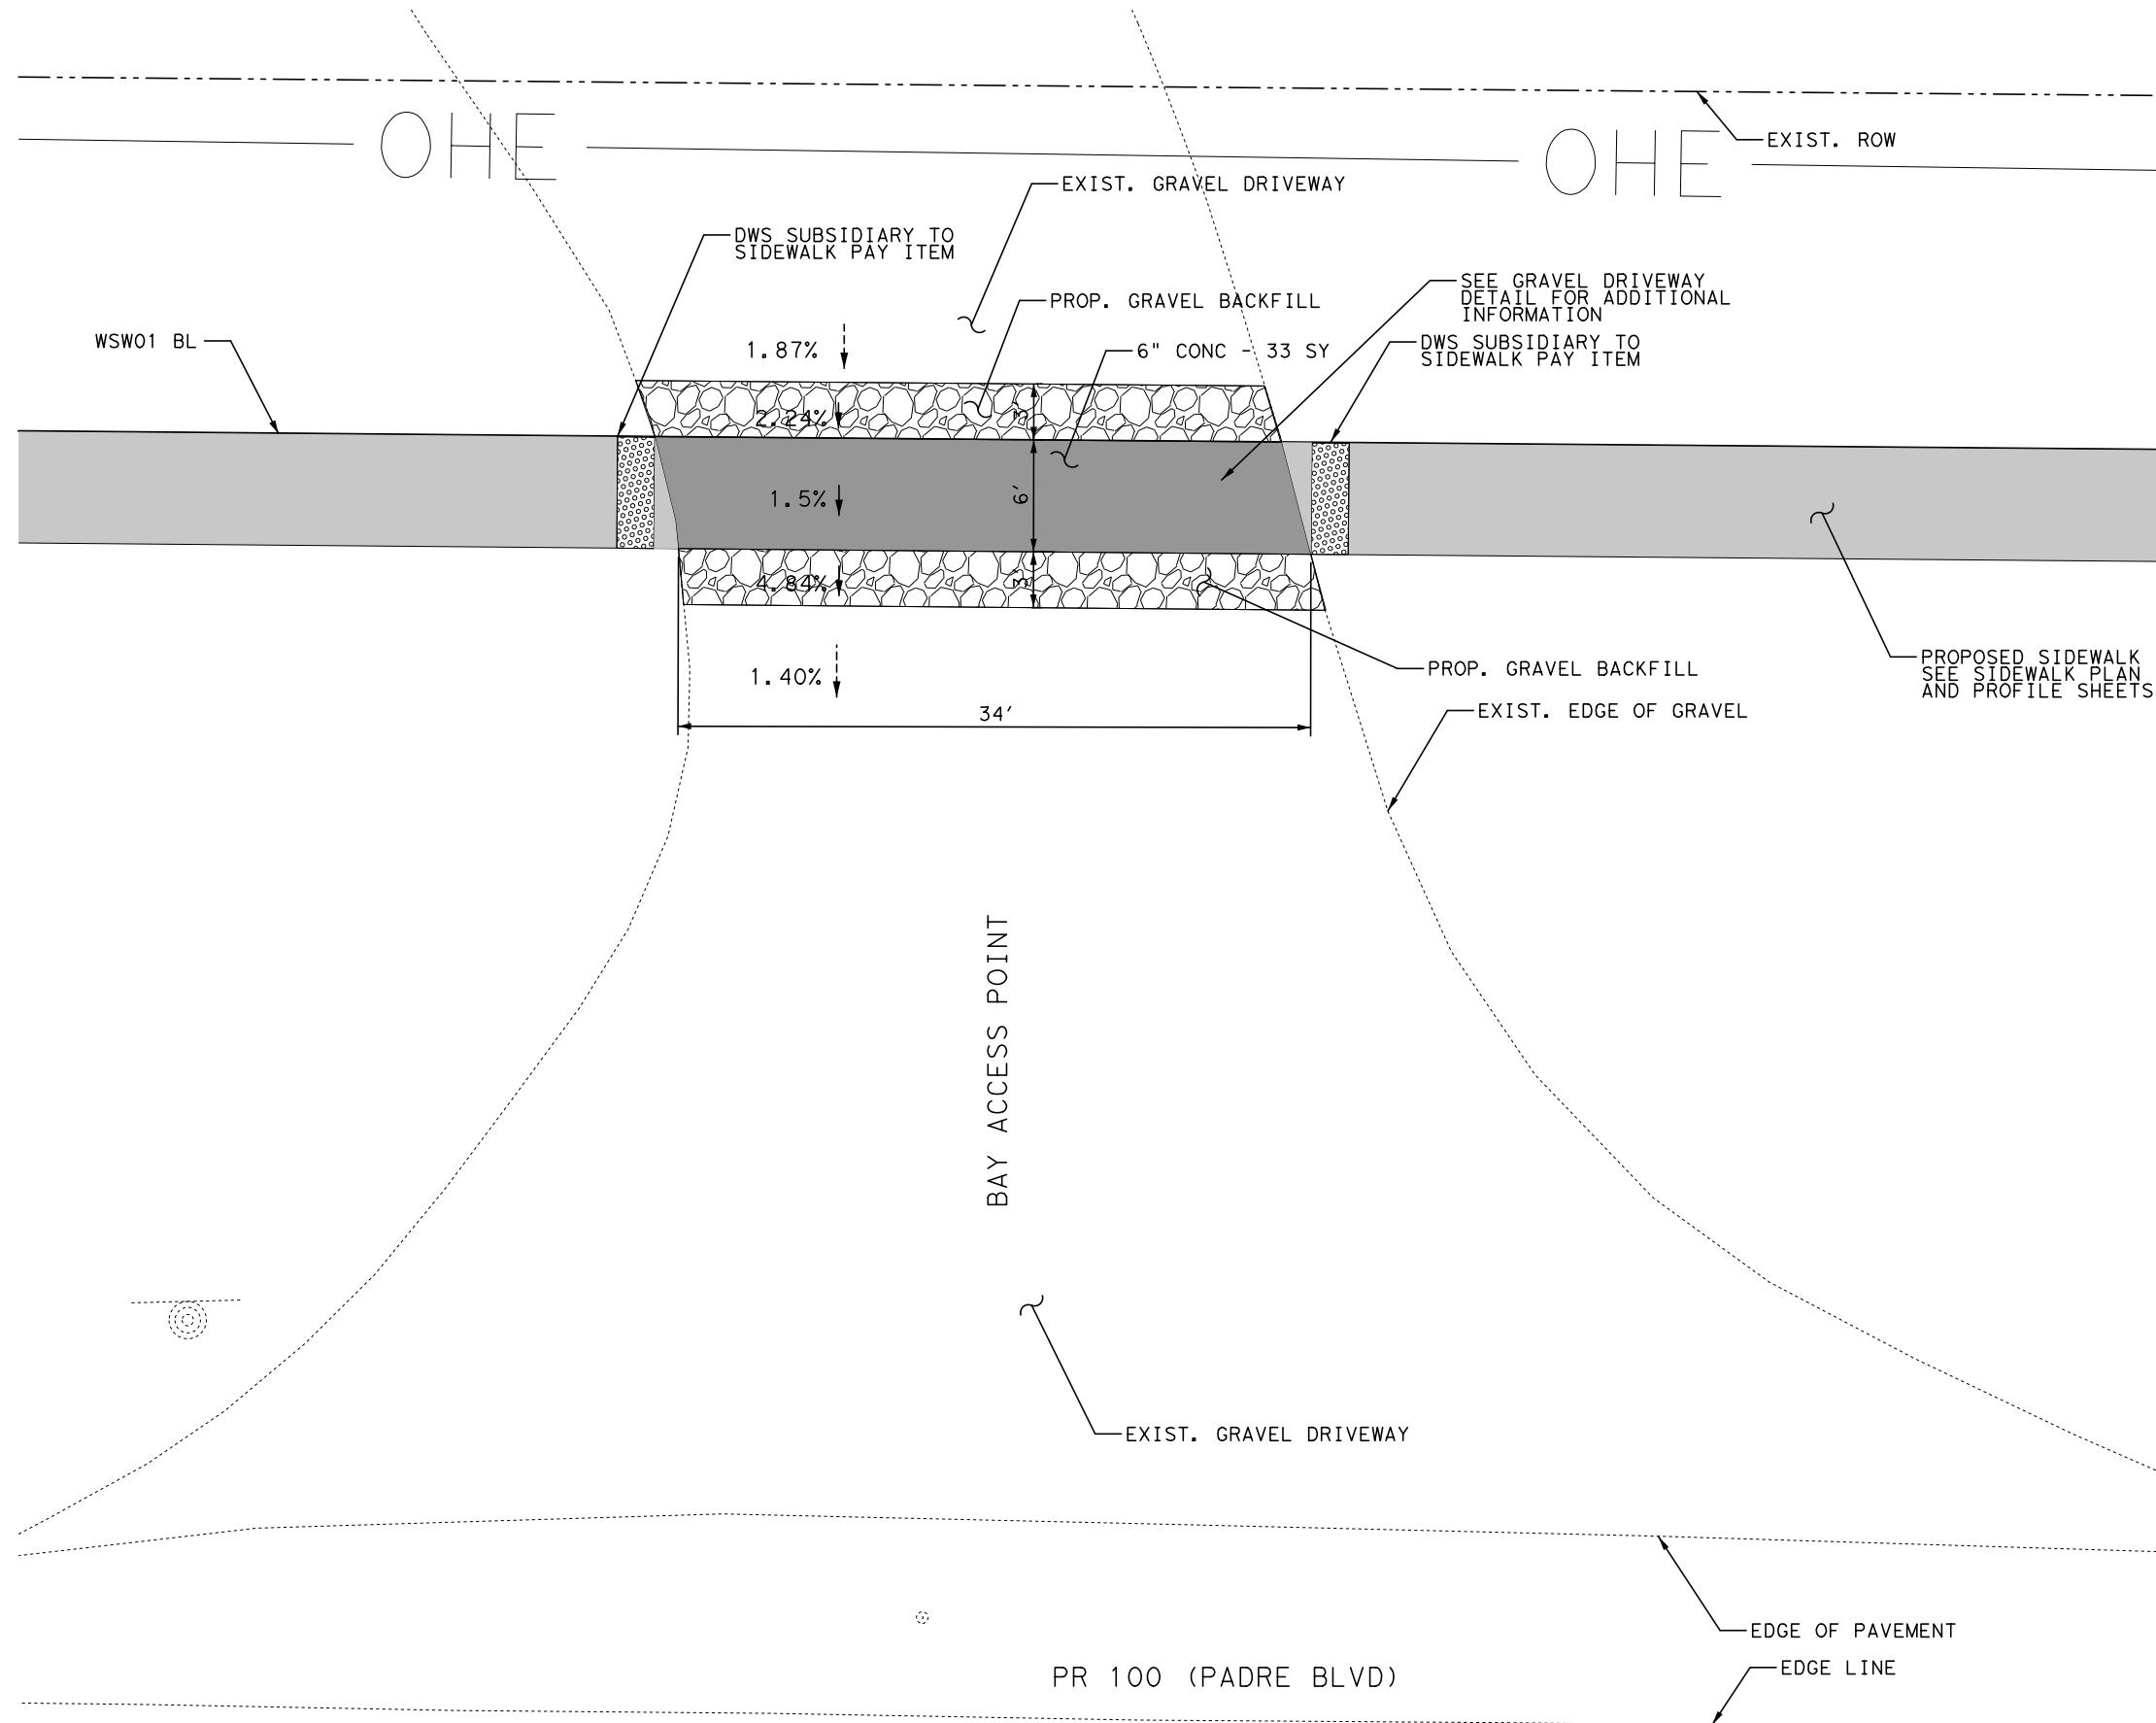 OHE
OHE
EXIST. ROW
EXIST. GRAVEL DRIVEWAY
DWS SUBSIDIARY TO
SIDEWALK PAY ITEM
SEE GRAVEL DRIVEWAY
DETAIL FOR ADDITIONAL
INFORMATION
PROP. GRAVEL BACKFILL
WSW01 BL
1.87%
6" CONC - 33 SY
DWS SUBSIDIARY TO
SIDEWALK PAY ITEM
2.24%
3'
1.5%
6'
4.84%
3'
PROPOSED SIDEWALK
SEE SIDEWALK PLAN
AND PROFILE SHEETS
PROP. GRAVEL BACKFILL
1.40%
34'
EXIST. EDGE OF GRAVEL
BAY ACCESS POINT
EXIST. GRAVEL DRIVEWAY
EDGE OF PAVEMENT
EDGE LINE
PR 100 (PADRE BLVD)